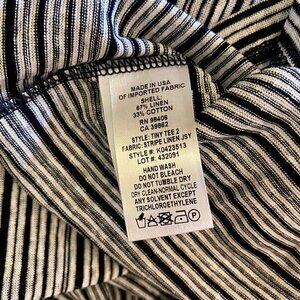 MADE IN USA
OF IMPORTED FABRIC
SHELL:
67% LINEN
33% COTTON
RN 98406
CA 39862
STYLE: TINY TEE 2
FABRIC: STRIPE LINEN JSY
STYLE #: K0423513
LOT #: 432091
HAND WASH
DO NOT BLEACH
DO NOT TUMBLE DRY
DRY CLEAN-NORMAL CYCLE
ANY SOLVENT EXCEPT
TRICHLOROETHYLENE
P